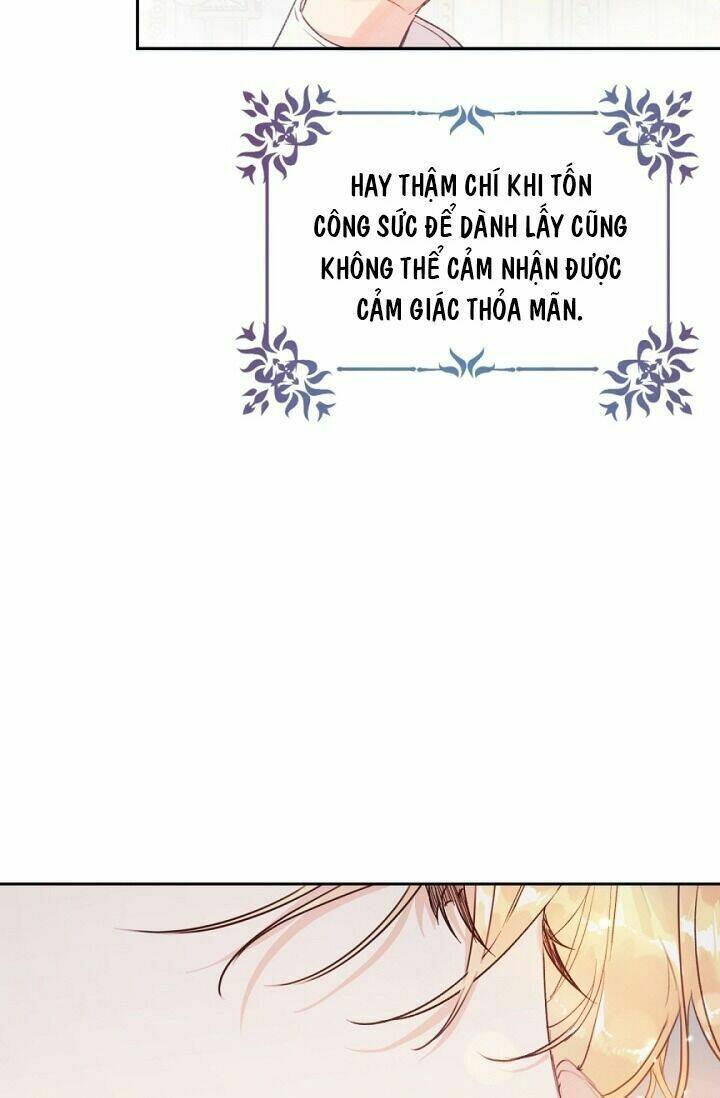 HAY THẬM CHÍ KHI TỐN
CÔNG SỨC ĐỂ DÀNH LẤY CŨNG
KHÔNG THỂ CẢM NHẬN ĐƯỢC
CẢM GIÁC THỎA MÃN.